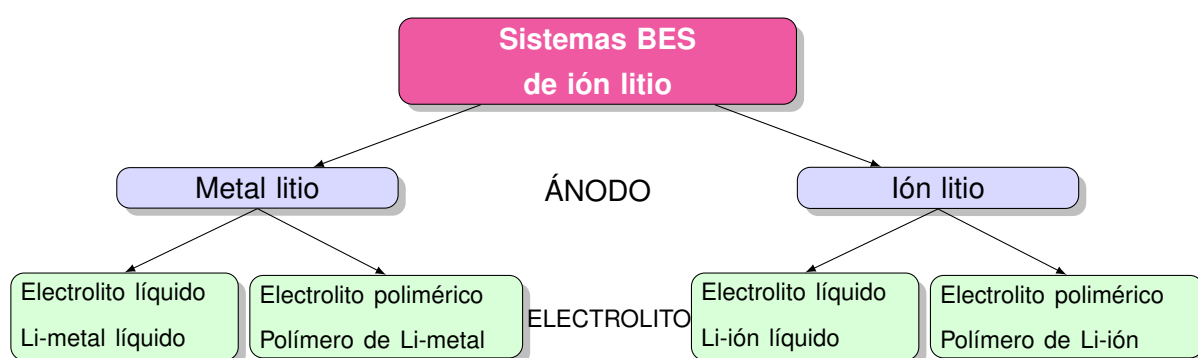 Sistemas BES
de ión litio
Metal litio
ÁNODO
Ión litio
Electrolito líquido
Li-metal líquido
Electrolito polimérico
Polímero de Li-metal
ELECTROLITO
Electrolito líquido
Li-ión líquido
Electrolito polimérico
Polímero de Li-ión